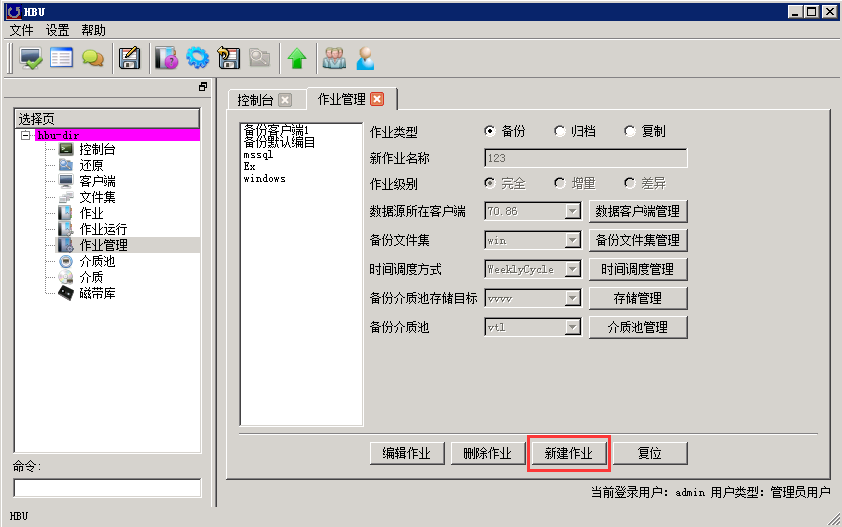 HBU
文件 设置 帮助
选择页
hbu-dir
控制台
还原
客户端
文件集
作业
作业运行
作业管理
介质池
介质
磁带库
命令:
控制台 作业管理
备份客户端1
备份默认编目
mssql
Ex
windows
作业类型 备份 归档 复制
新作业名称 123
作业级别 完全 增量 差异
数据源所在客户端 70.86 数据客户端管理
备份文件集 win 备份文件集管理
时间调度方式 WeeklyCycle 时间调度管理
备份介质池存储目标 vvvv 存储管理
备份介质池 vtl 介质池管理
编辑作业 删除作业 新建作业 复位
当前登录用户: admin 用户类型: 管理员用户
HBU